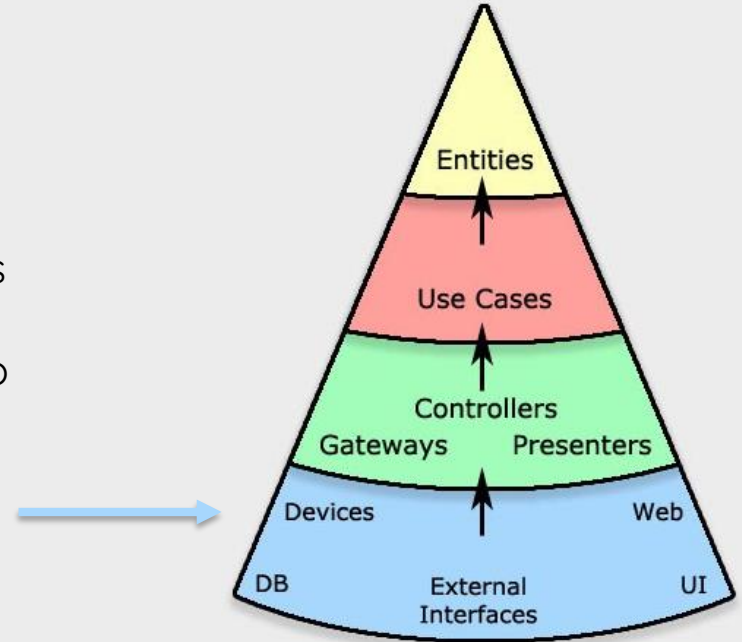 Entities
Use Cases
Controllers
Gateways Presenters
Devices Web
DB External UI
Interfaces